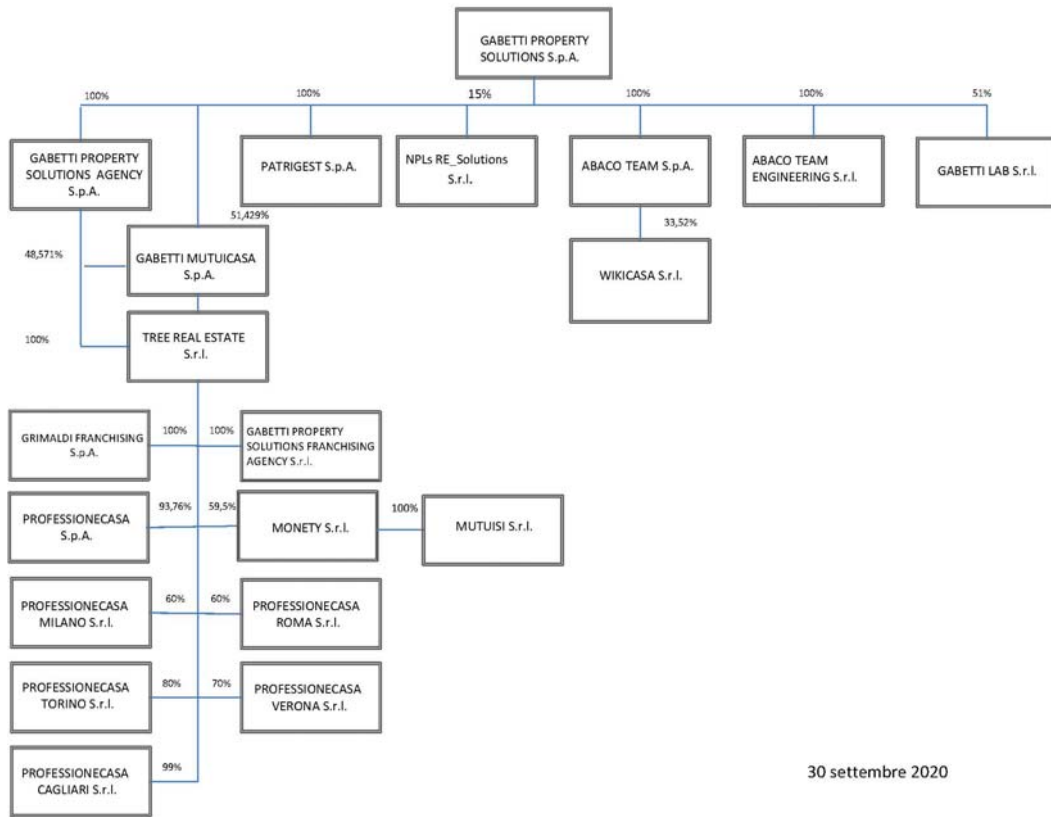 GABETTI PROPERTY
SOLUTIONS S.p.A.
100%
100%
15%
100%
100%
51%
GABETTI PROPERTY
SOLUTIONS AGENCY
S.p.A.
PATRIGEST S.p.A.
NPLs RE_Solutions
S.r.l.
ABACO TEAM S.p.A.
ABACO TEAM
ENGINEERING S.r.l.
GABETTI LAB S.r.l.
51,429%
33,52%
48,571%
GABETTI MUTUICASA
S.p.A.
WIKICASA S.r.l.
100%
TREE REAL ESTATE
S.r.l.
GRIMALDI FRANCHISING
S.p.A.
100%
100%
GABETTI PROPERTY
SOLUTIONS FRANCHISING
AGENCY S.r.l.
PROFESSIONECASA
S.p.A.
93,76%
59,5%
MONETY S.r.l.
100%
MUTUISI S.r.l.
PROFESSIONECASA
MILANO S.r.l.
60%
60%
PROFESSIONECASA
ROMA S.r.l.
PROFESSIONECASA
TORINO S.r.l.
80%
70%
PROFESSIONECASA
VERONA S.r.l.
PROFESSIONECASA
CAGLIARI S.r.l.
99%
30 settembre 2020